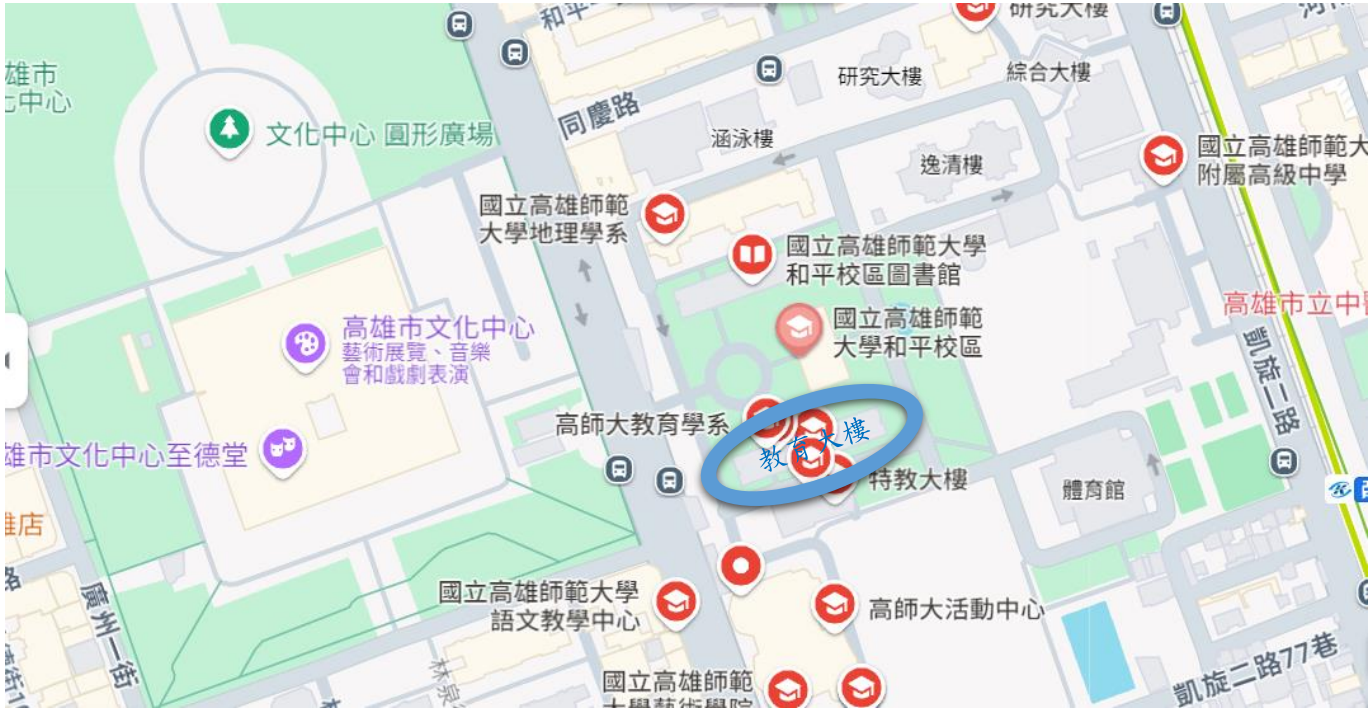 和平
研究大樓
雄市
化中心
研究大樓
綜合大樓
同慶路
文化中心 圓形廣場
涵泳樓
逸清樓
國立高雄師範大
附屬高級中學
國立高雄師範
大學地理學系
國立高雄師範大學
和平校區圖書館
高雄市立中
國立高雄師範
大學和平校區
高雄市文化中心
藝術展覽、音樂
會和戲劇表演
凱旋二路
高師大教育學系
教育大樓
雄市文化中心至德堂
特教大樓
體育館
雅店
路
廣州一街
國立高雄師範大學
語文教學中心
高師大活動中心
林泉
凱旋二路77巷
國立高雄師範
大學藝術學院